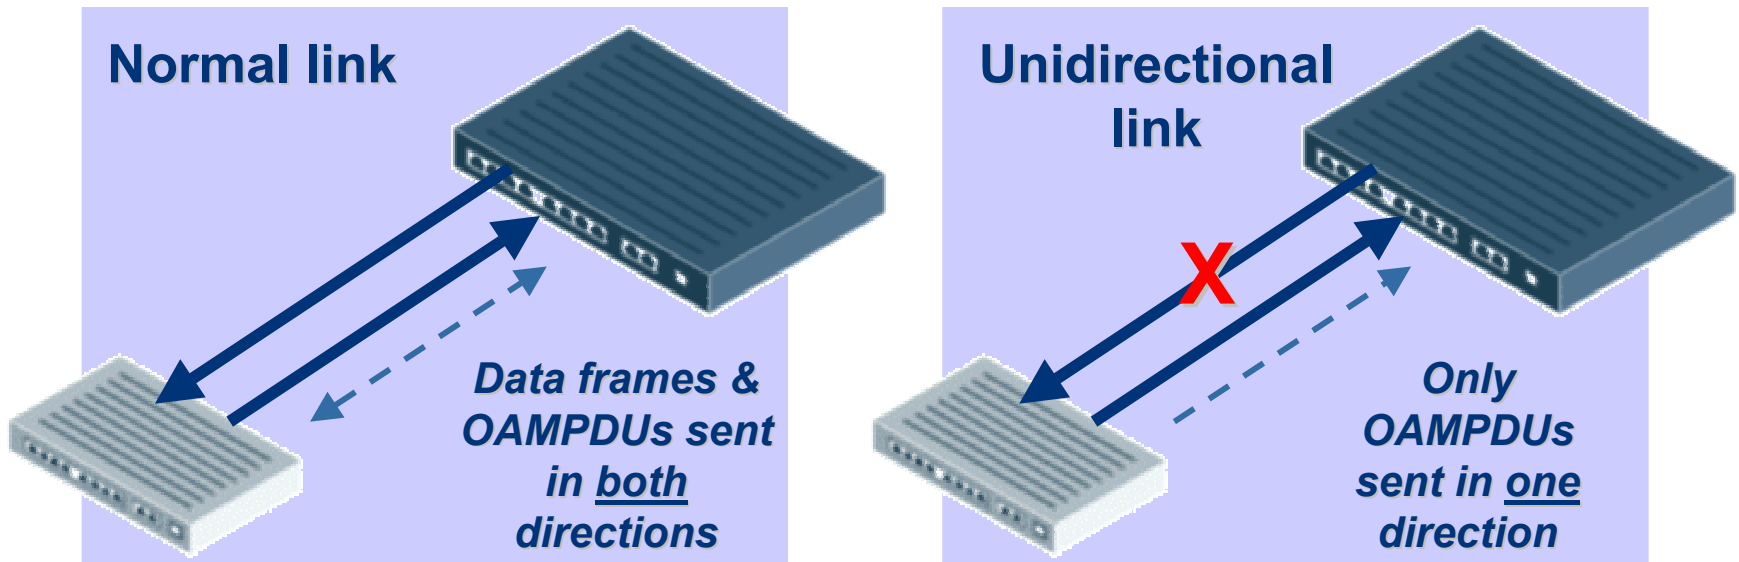 Normal link
Data frames &
OAMPDUs sent
in both
directions
Unidirectional
link
X
Only
OAMPDUs
sent in one
direction